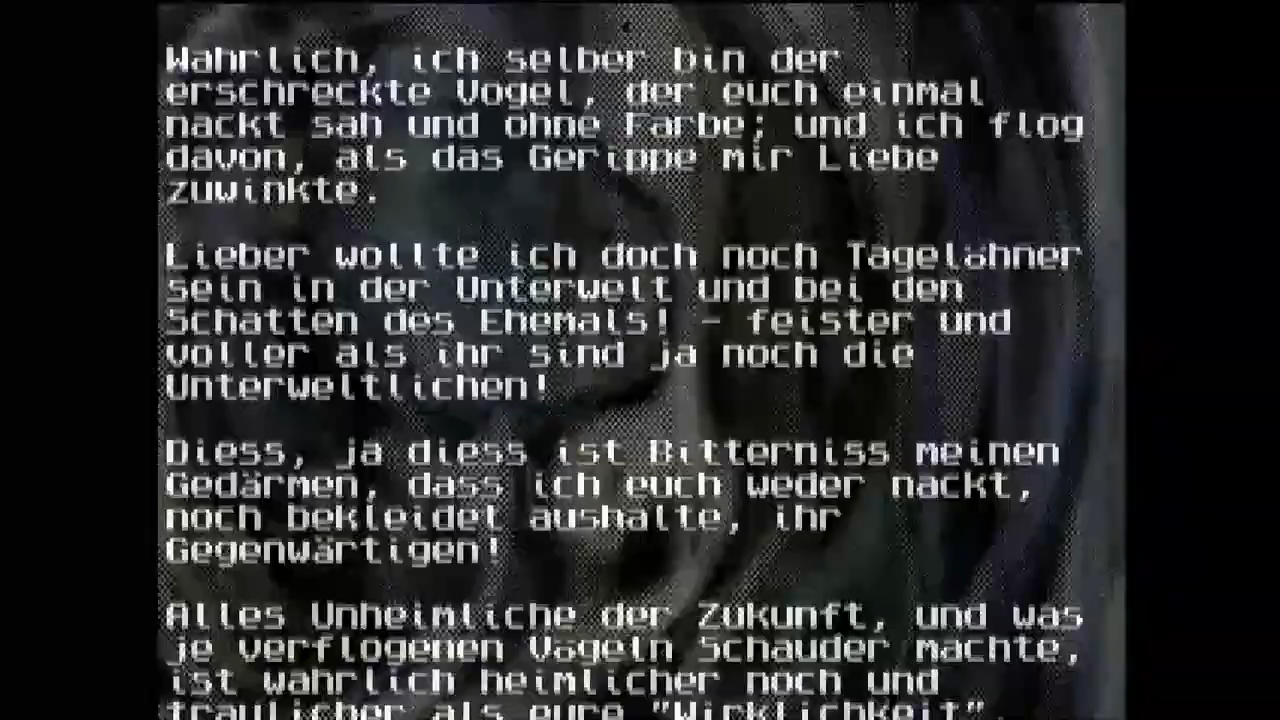 Wahrlich, ich selber bin der
erschreckte Vogel, der euch einmal
nackt sah und ohne Farbe; und ich flog
davon, als das Gerippe mir Liebe
zuwinkte.
Lieber wollte ich doch noch Tagelöhner
sein in der Unterwelt und bei den
Schatten des Ehemals! - feister und
voller als ihr sind ja noch die
Unterweltlichen!
Diess, ja diess ist Bitterniss meinen
Gedärmen, dass ich euch weder nackt,
noch bekleidet aushalte, ihr
Gegenwärtigen!
Alles Unheimliche der Zukunft, und was
je verflogenen Vögeln Schauder machte,
ist wahrlich heimlicher noch und
traulicher als eure "Wirklichkeit".